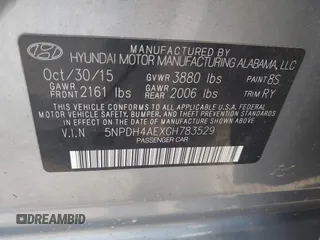 MANUFACTURED BY
HYUNDAI MOTOR MANUFACTURING ALABAMA, LLC
Oct/30/15 GVWR 3880 lbs PAINT 8S
GAWR FRONT 2161 lbs GAWR REAR 2006 lbs TRIM RY
THIS VEHICLE CONFORMS TO ALL APPLICABLE U.S.A. FEDERAL MOTOR VEHICLE
SAFETY, BUMPER, AND THEFT PREVENTION STANDARDS IN EFFECT ON THE DATE OF MANUFACTURE SHOWN ABOVE.
V.I.N 5NPDH4AEXGH783529
PASSENGER CAR
DREAMBID